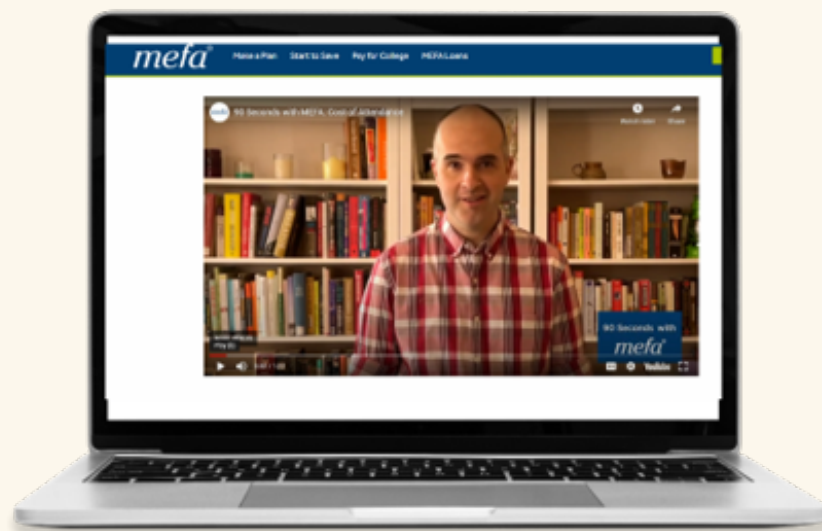 mefa®
Make a Plan Start to Save Pay for College MEFA Loans
90 Seconds with MEFA: Cost of Attendance
Watch later Share
90 Seconds with
mefa®
YouTube